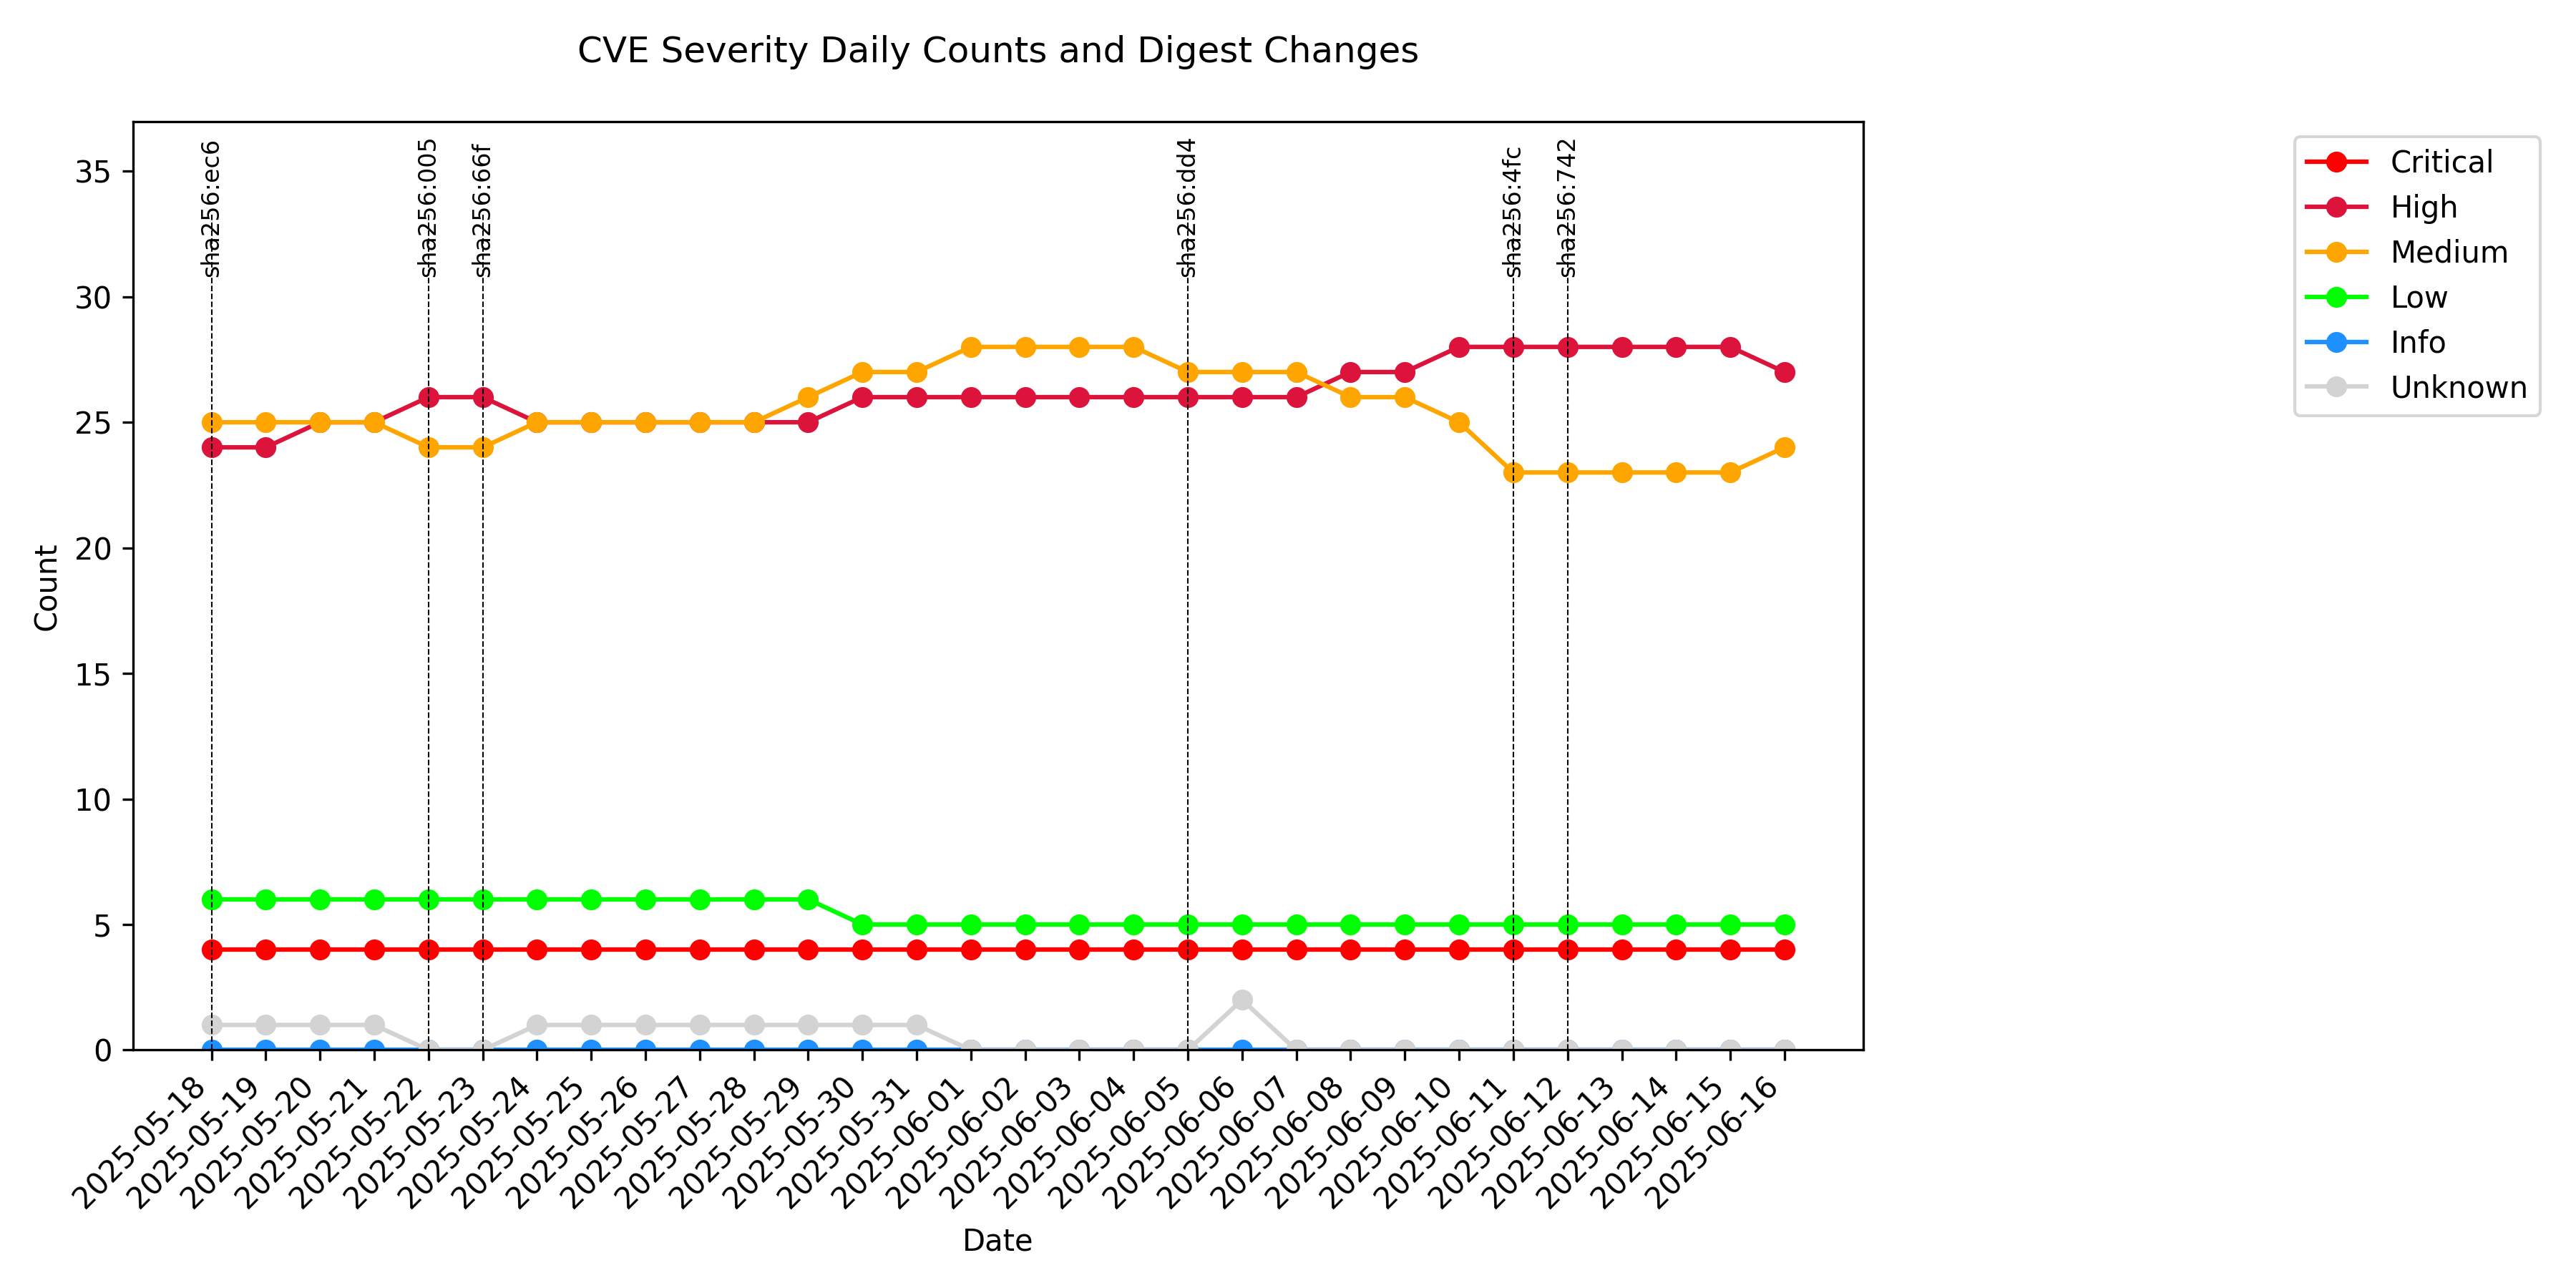 CVE Severity Daily Counts and Digest Changes
sha256:ec6
sha256:005
sha256:66f
sha256:dd4
sha256:4fc
sha256:742
Critical
High
Medium
Low
Info
Unknown
Count
35
30
25
20
15
10
5
0
2025-05-18
2025-05-19
2025-05-20
2025-05-21
2025-05-22
2025-05-23
2025-05-24
2025-05-25
2025-05-26
2025-05-27
2025-05-28
2025-05-29
2025-05-30
2025-05-31
2025-06-01
2025-06-02
2025-06-03
2025-06-04
2025-06-05
2025-06-06
2025-06-07
2025-06-08
2025-06-09
2025-06-10
2025-06-11
2025-06-12
2025-06-13
2025-06-14
2025-06-15
2025-06-16
Date